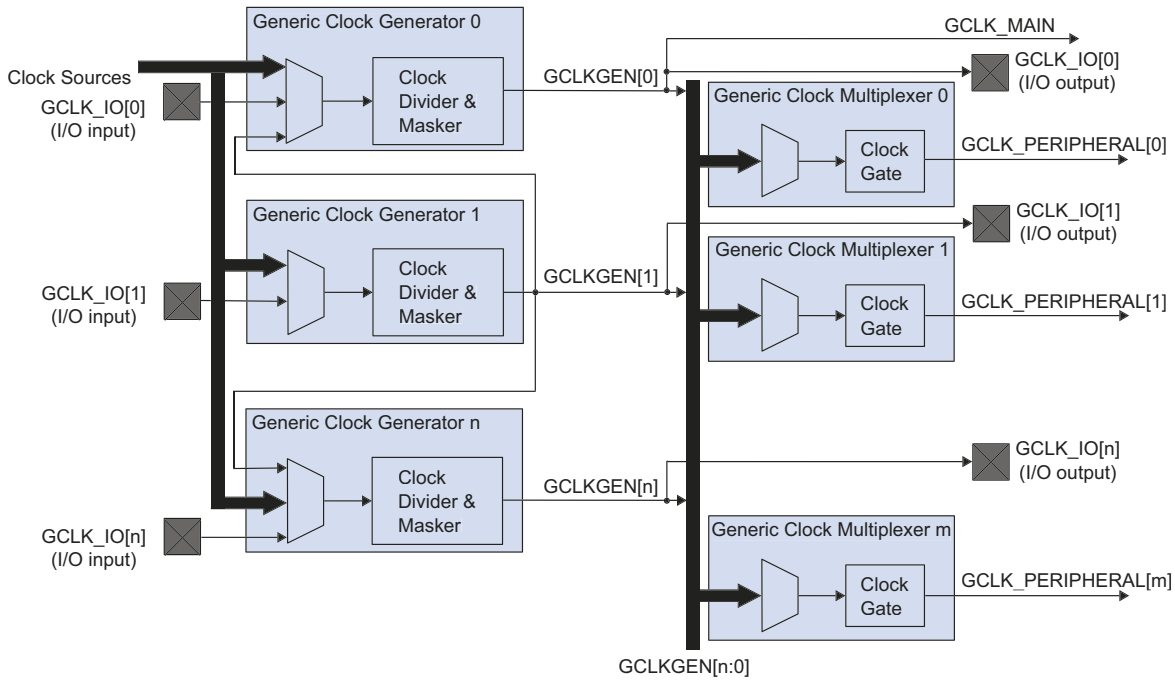 Generic Clock Generator 0
Clock Sources
GCLK_IO[0]
(I/O input)
Clock
Divider &
Masker
GCLKGEN[0]
GCLK_MAIN
GCLK_IO[0]
(I/O output)
Generic Clock Multiplexer 0
Clock
Gate
GCLK_PERIPHERAL[0]
Generic Clock Generator 1
GCLK_IO[1]
(I/O input)
Clock
Divider &
Masker
GCLKGEN[1]
GCLK_IO[1]
(I/O output)
Generic Clock Multiplexer 1
Clock
Gate
GCLK_PERIPHERAL[1]
Generic Clock Generator n
GCLK_IO[n]
(I/O input)
Clock
Divider &
Masker
GCLKGEN[n]
GCLK_IO[n]
(I/O output)
Generic Clock Multiplexer m
Clock
Gate
GCLK_PERIPHERAL[m]
GCLKGEN[n:0]